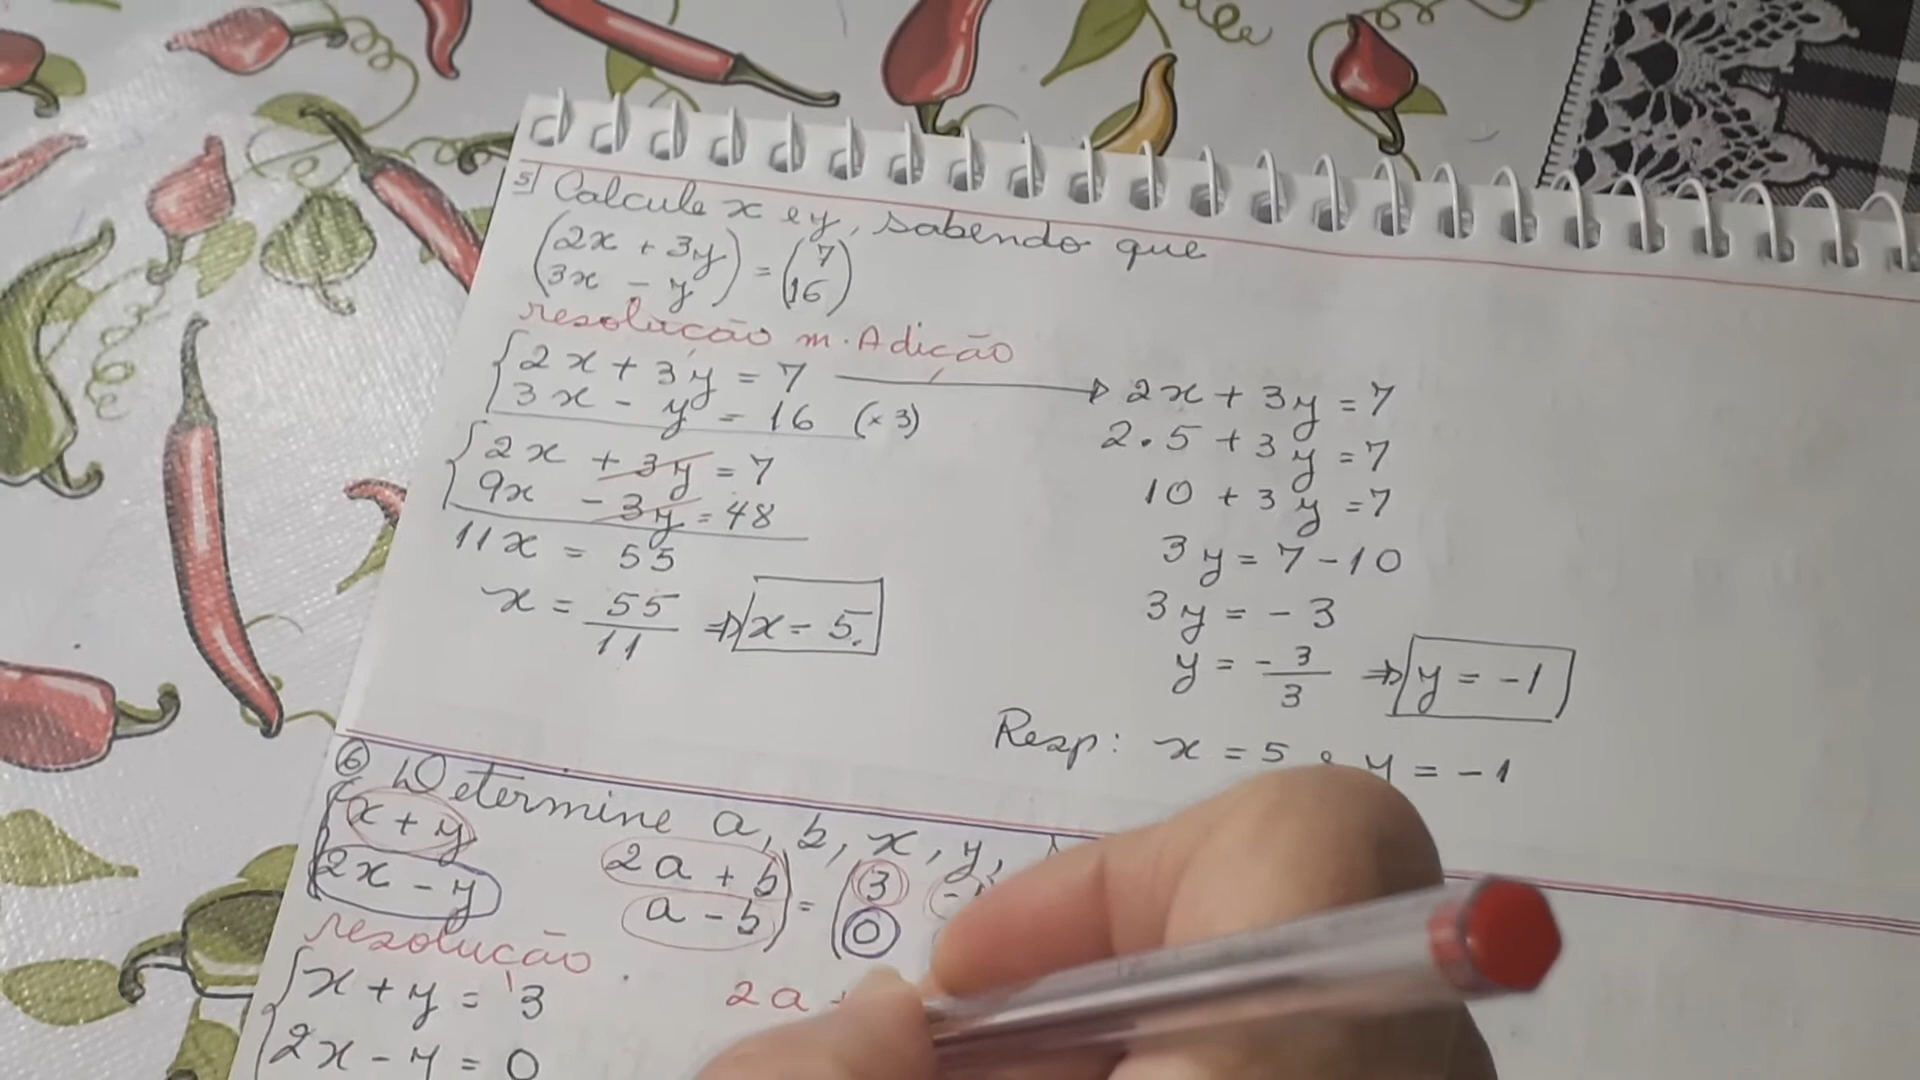 5) Calcule x e y, sabendo que
(2x + 3y) = (7)
(3x - y) (16)
resolução m. Adição
{2x + 3y = 7
3x - y = 16 (×3)
{2x + 3y = 7
9x - 3y = 48
11x = 55
x = 55/11 ⇒ x = 5.
2x + 3y = 7
2.5 + 3y = 7
10 + 3y = 7
3y = 7 - 10
3y = - 3
y = - 3/3 ⇒ y = -1
Resp: x = 5 e y = -1
6 Determine a, b, x, y,
(x + y 2a + b) = (3
2x - y a - b) (0
resolução
{x + y = 3
2x - y = 0
2a